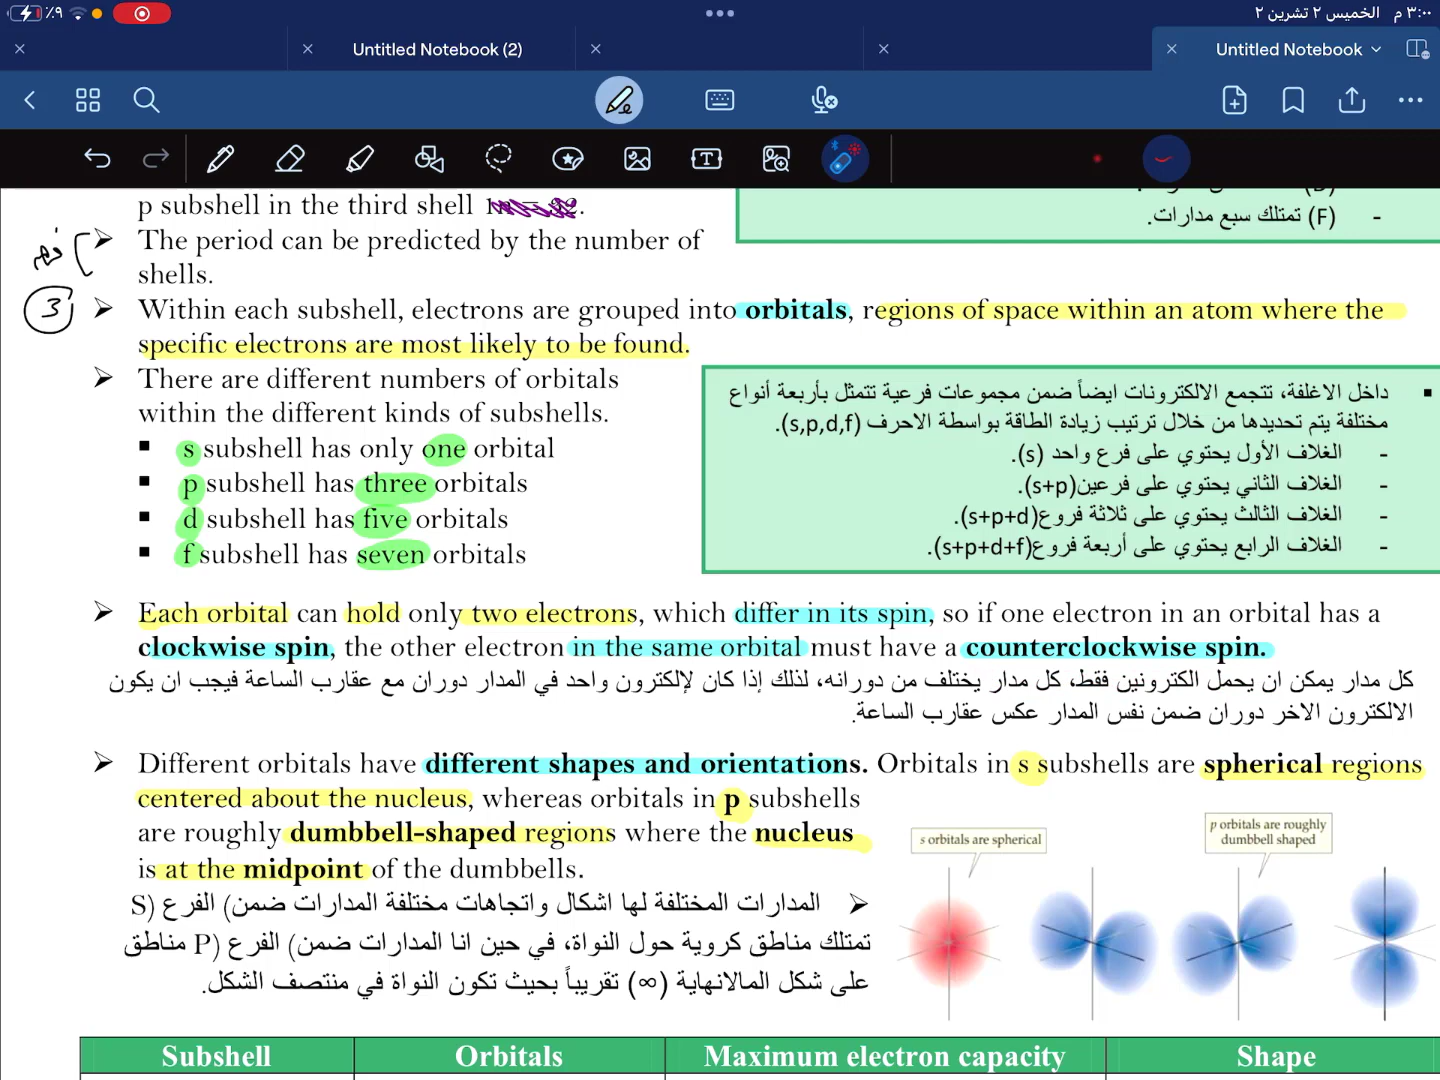 ٪٩
٣:٠٠ م الخميس ٢ تشرين ٢
Untitled Notebook (2)
Untitled Notebook
p subshell in the third shell
- (F) تمتلك سبع مدارات.
➢ The period can be predicted by the number of
shells.
3
➢ Within each subshell, electrons are grouped into orbitals, regions of space within an atom where the
specific electrons are most likely to be found.
➢ There are different numbers of orbitals
within the different kinds of subshells.
▪ s subshell has only one orbital
▪ p subshell has three orbitals
▪ d subshell has five orbitals
▪ f subshell has seven orbitals
▪ داخل الاغلفة، تتجمع الالكترونات ايضاً ضمن مجموعات فرعية تتمثل بأربعة أنواع
مختلفة يتم تحديدها من خلال ترتيب زيادة الطاقة بواسطة الاحرف (s,p,d,f).
- الغلاف الأول يحتوي على فرع واحد (s).
- الغلاف الثاني يحتوي على فرعين(s+p).
- الغلاف الثالث يحتوي على ثلاثة فروع(s+p+d).
- الغلاف الرابع يحتوي على أربعة فروع(s+p+d+f).
➢ Each orbital can hold only two electrons, which differ in its spin, so if one electron in an orbital has a
clockwise spin, the other electron in the same orbital must have a counterclockwise spin.
كل مدار يمكن ان يحمل الكترونين فقط، كل مدار يختلف من دورانه، لذلك إذا كان لإلكترون واحد في المدار دوران مع عقارب الساعة فيجب ان يكون
الالكترون الاخر دوران ضمن نفس المدار عكس عقارب الساعة.
➢ Different orbitals have different shapes and orientations. Orbitals in s subshells are spherical regions
centered about the nucleus, whereas orbitals in p subshells
are roughly dumbbell-shaped regions where the nucleus
is at the midpoint of the dumbbells.
➢ المدارات المختلفة لها اشكال واتجاهات مختلفة المدارات ضمن) الفرع (S
تمتلك مناطق كروية حول النواة، في حين انا المدارات ضمن) الفرع (P مناطق
على شكل المالانهاية (∞) تقريباً بحيث تكون النواة في منتصف الشكل.
s orbitals are spherical
p orbitals are roughly
dumbbell shaped
Subshell Orbitals Maximum electron capacity Shape